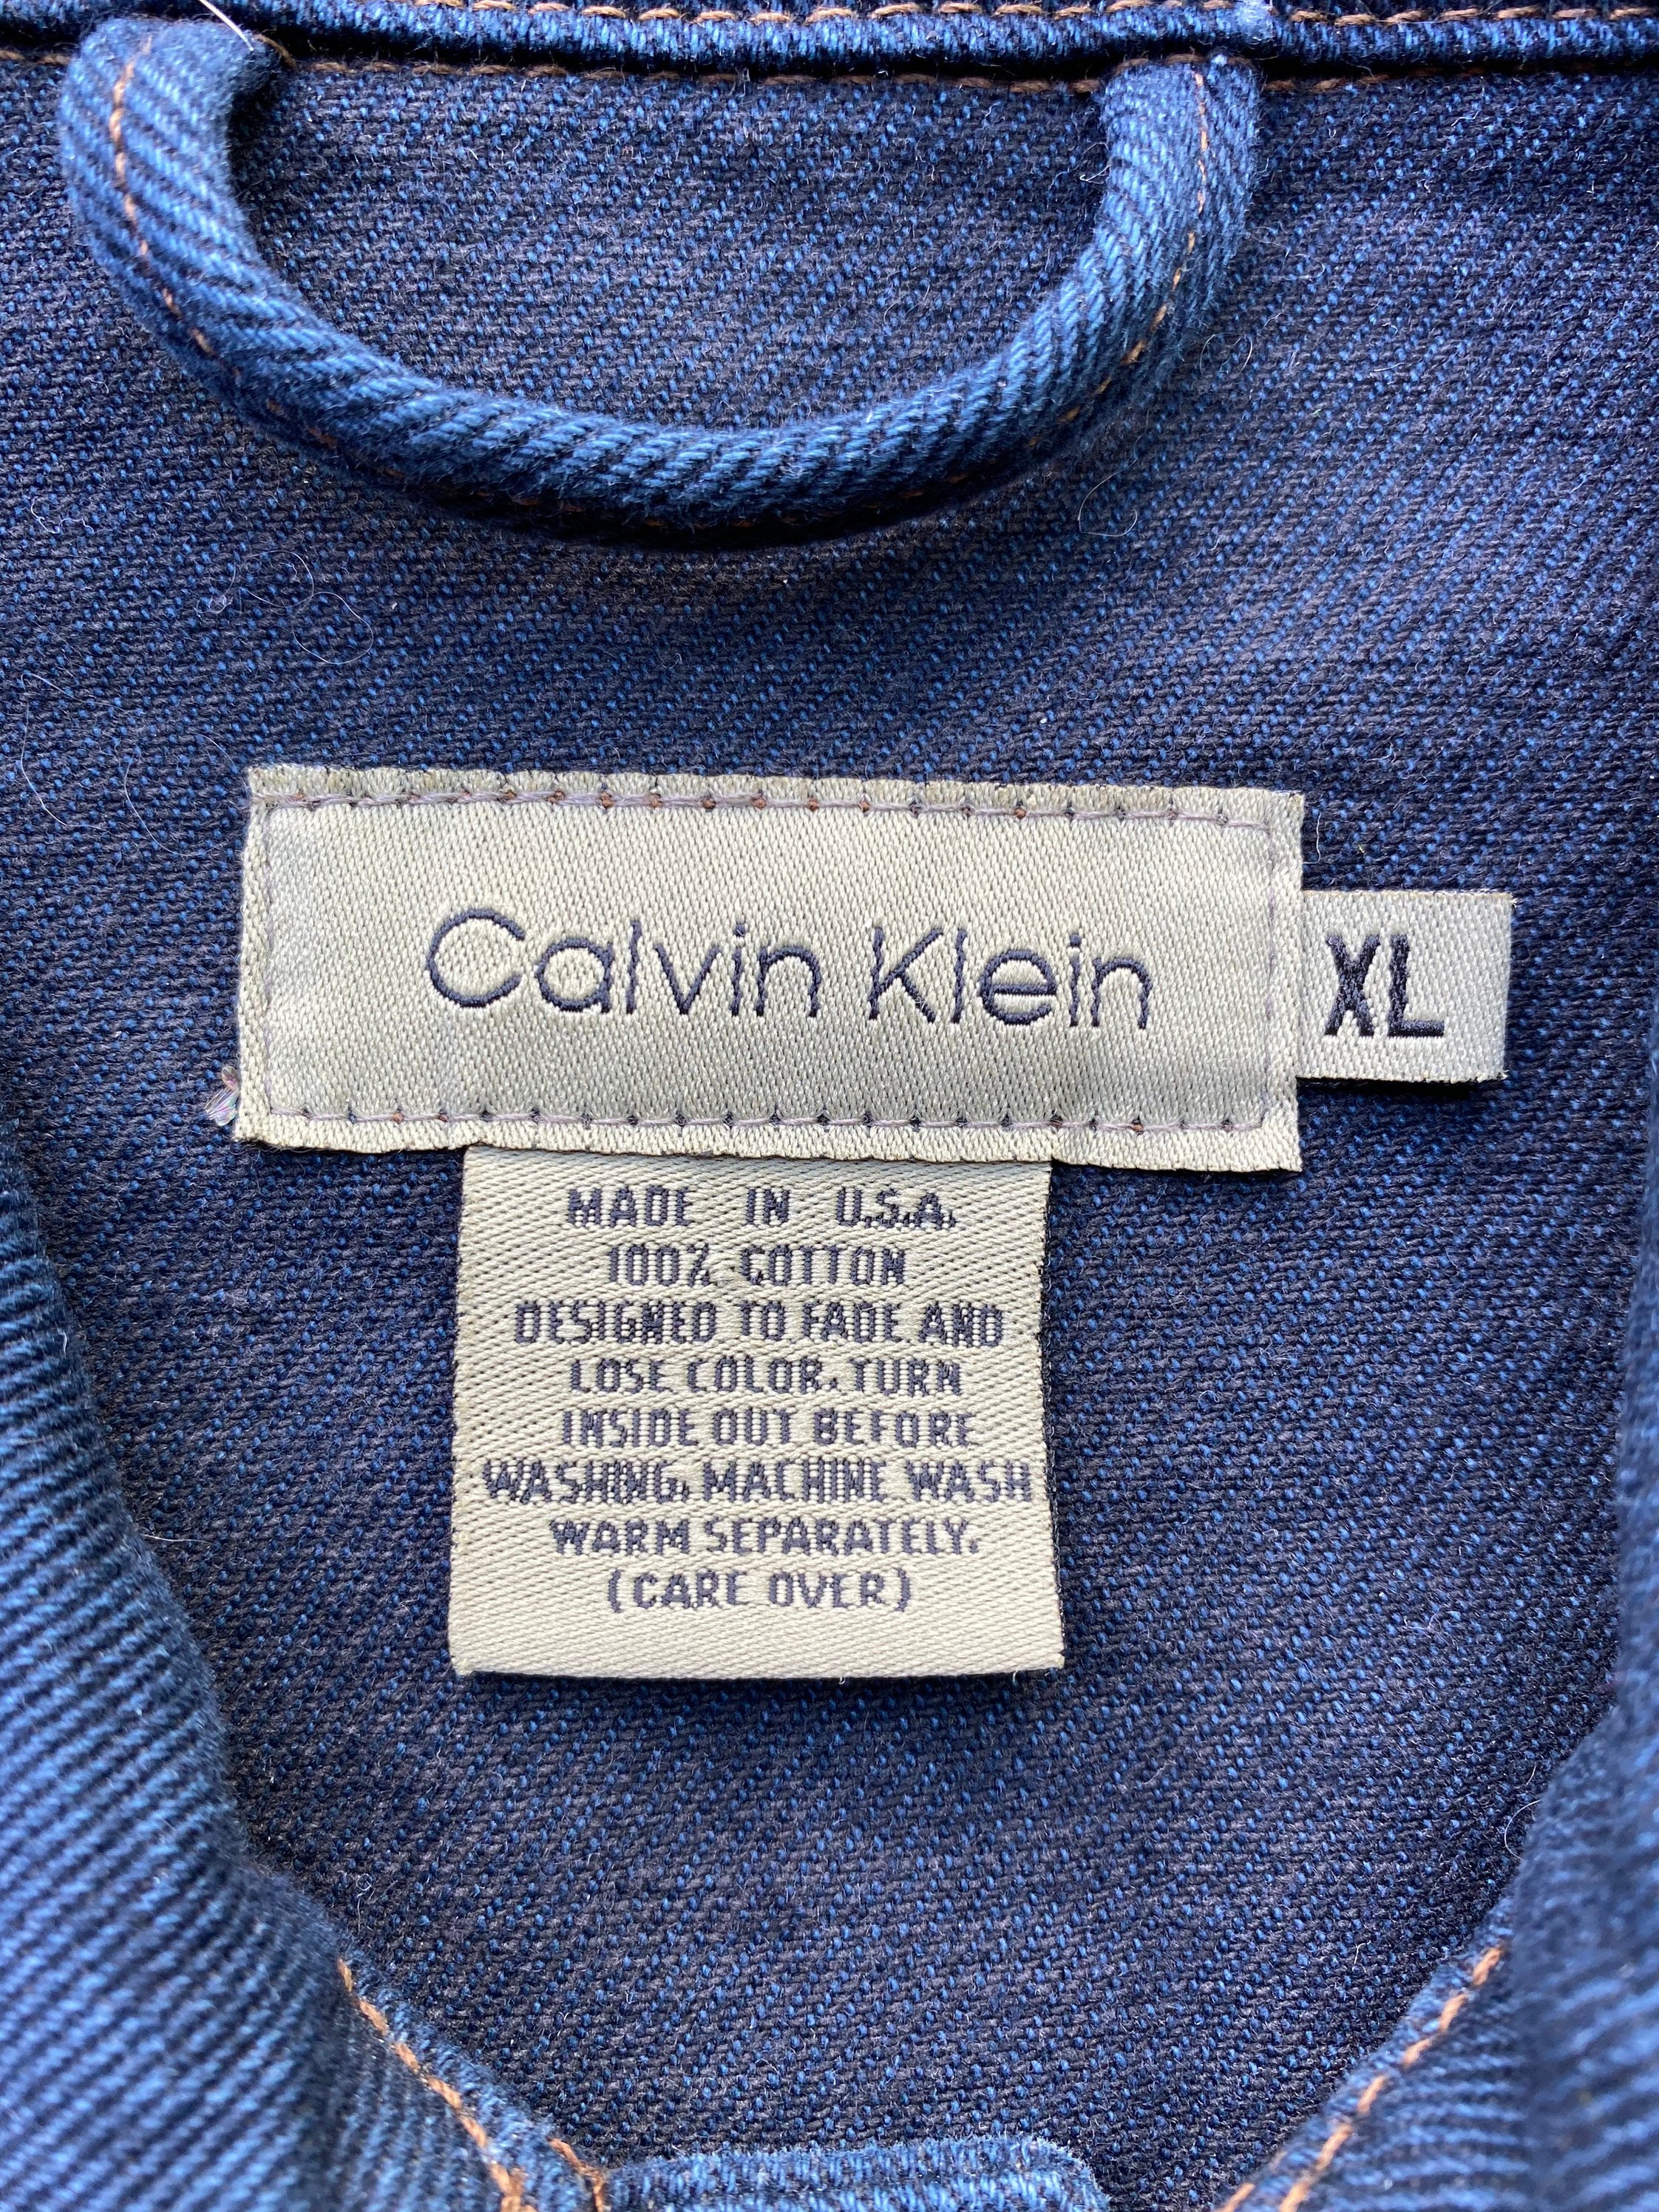 Calvin Klein
XL
MADE IN U.S.A.
100% COTTON
DESIGNED TO FADE AND
LOSE COLOR. TURN
INSIDE OUT BEFORE
WASHING. MACHINE WASH
WARM SEPARATELY.
(CARE OVER)